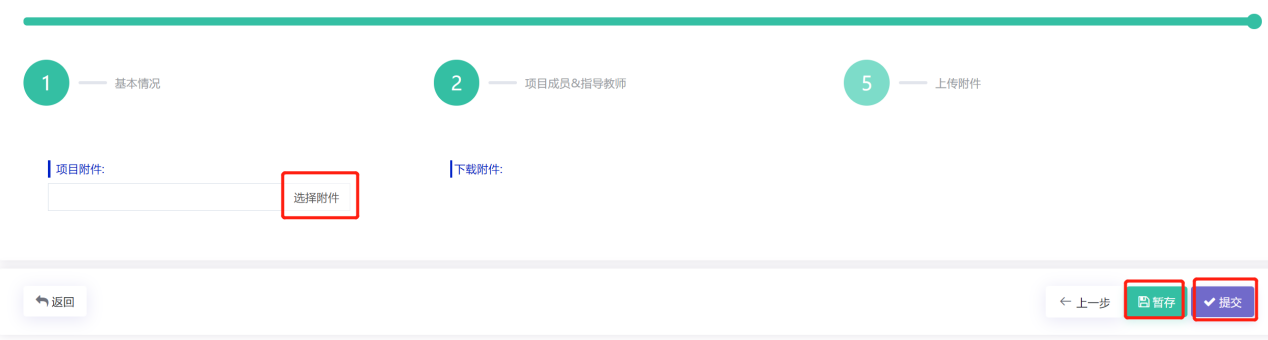 1 基本情况
2 项目成员&指导教师
5 上传附件
项目附件:
下载附件:
选择附件
返回
上一步
暂存
提交